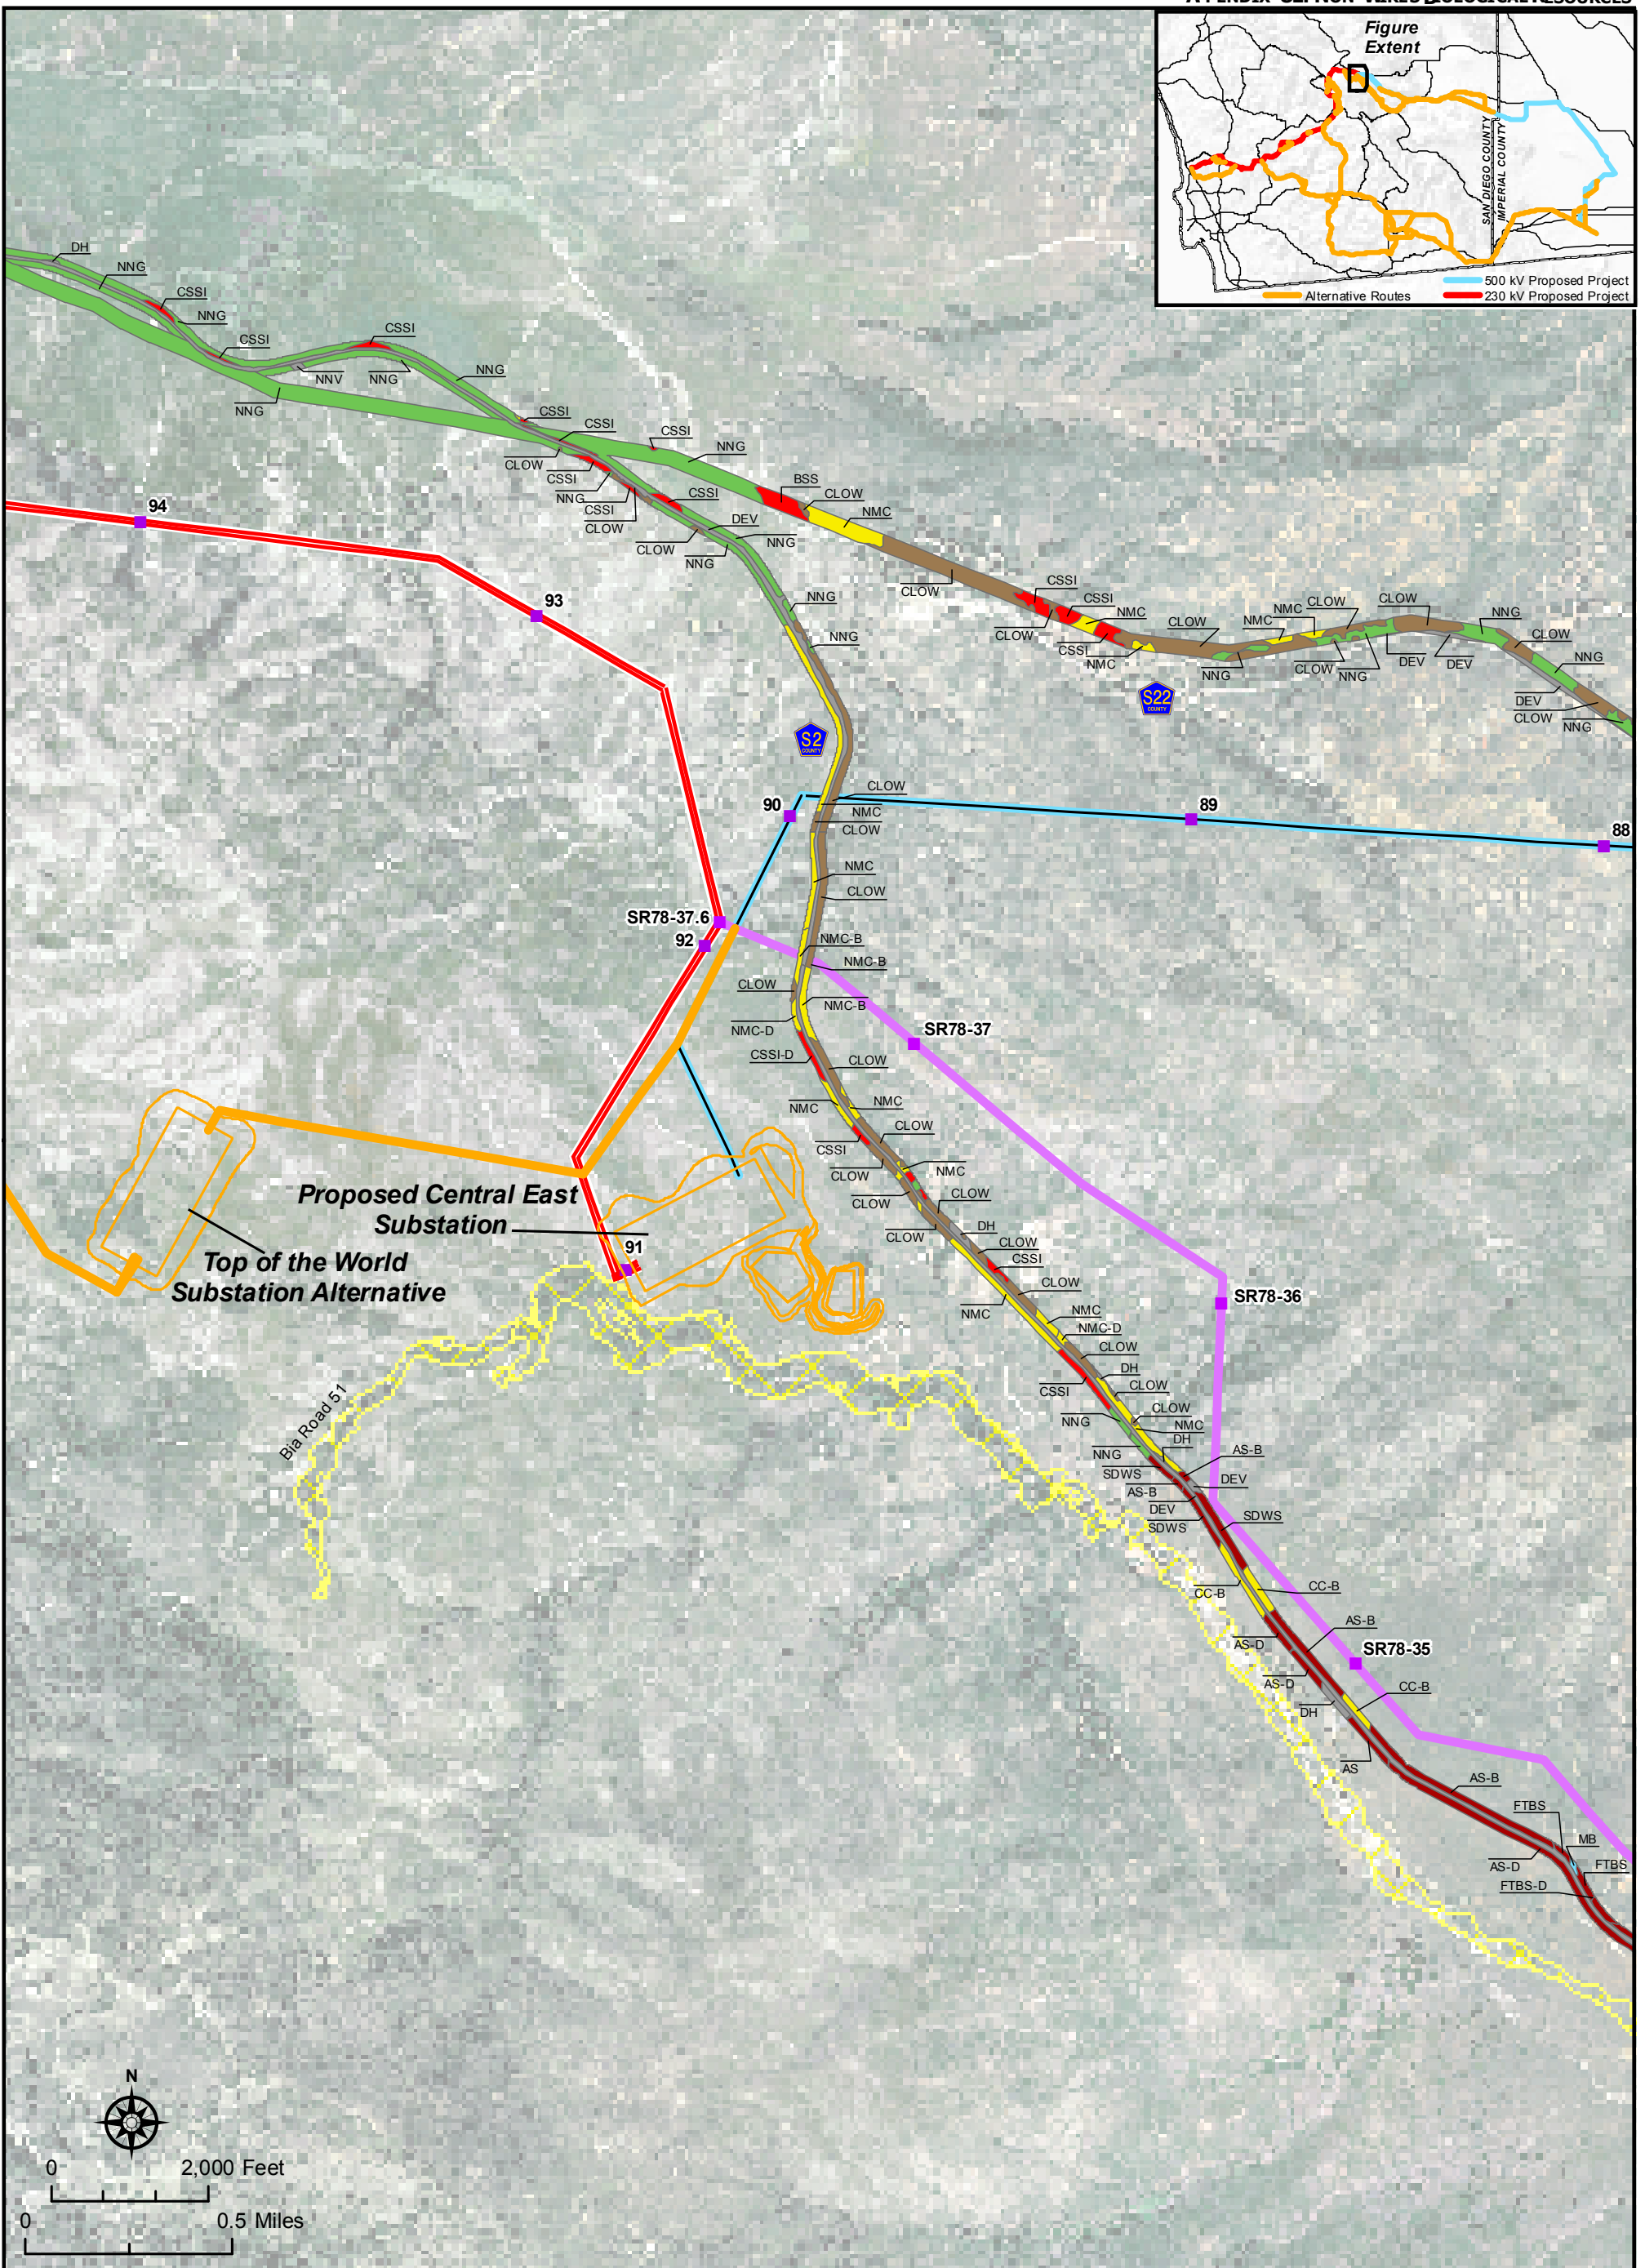 Figure
Extent
SAN DIEGO COUNTY
IMPERIAL COUNTY
500 kV Proposed Project
Alternative Routes
230 kV Proposed Project
DH
NNG
CSSI
NNG
CSSI
CSSI
NNV
NNG
NNG
NNG
CSSI
CSSI
CSSI
NNG
CLOW
CSSI
NNG
CSSI
CSSI
CLOW
BSS
CLOW
NMC
DEV
NNG
CLOW
NNG
94
93
CLOW
CSSI
CSSI
NMC
CLOW
CSSI
NMC
CLOW
NMC
CLOW
CLOW
NNG
CLOW
NNG
CLOW
NNG
DEV
DEV
NNG
DEV
CLOW
NNG
NNG
NNG
S22
COUNTY
S2
COUNTY
90
CLOW
NMC
CLOW
89
88
NMC
CLOW
SR78-37.6
92
NMC-B
NMC-B
CLOW
NMC-B
NMC-D
SR78-37
CSSI-D
CLOW
NMC
NMC
CLOW
CSSI
CLOW
NMC
CLOW
CLOW
CLOW
DH
CLOW
CSSI
CLOW
NMC
Proposed Central East
Substation
91
Top of the World
Substation Alternative
SR78-36
NMC
NMC-D
CLOW
DH
CSSI
CLOW
CLOW
NNG
NMC
DH
NNG
AS-B
SDWS
DEV
AS-B
DEV
SDWS
SDWS
Bia Road 51
CC-B
CC-B
AS-B
AS-D
SR78-35
AS-D
CC-B
DH
AS
AS-B
FTBS
MB
AS-D
FTBS
FTBS-D
N
0 2,000 Feet
0 0.5 Miles